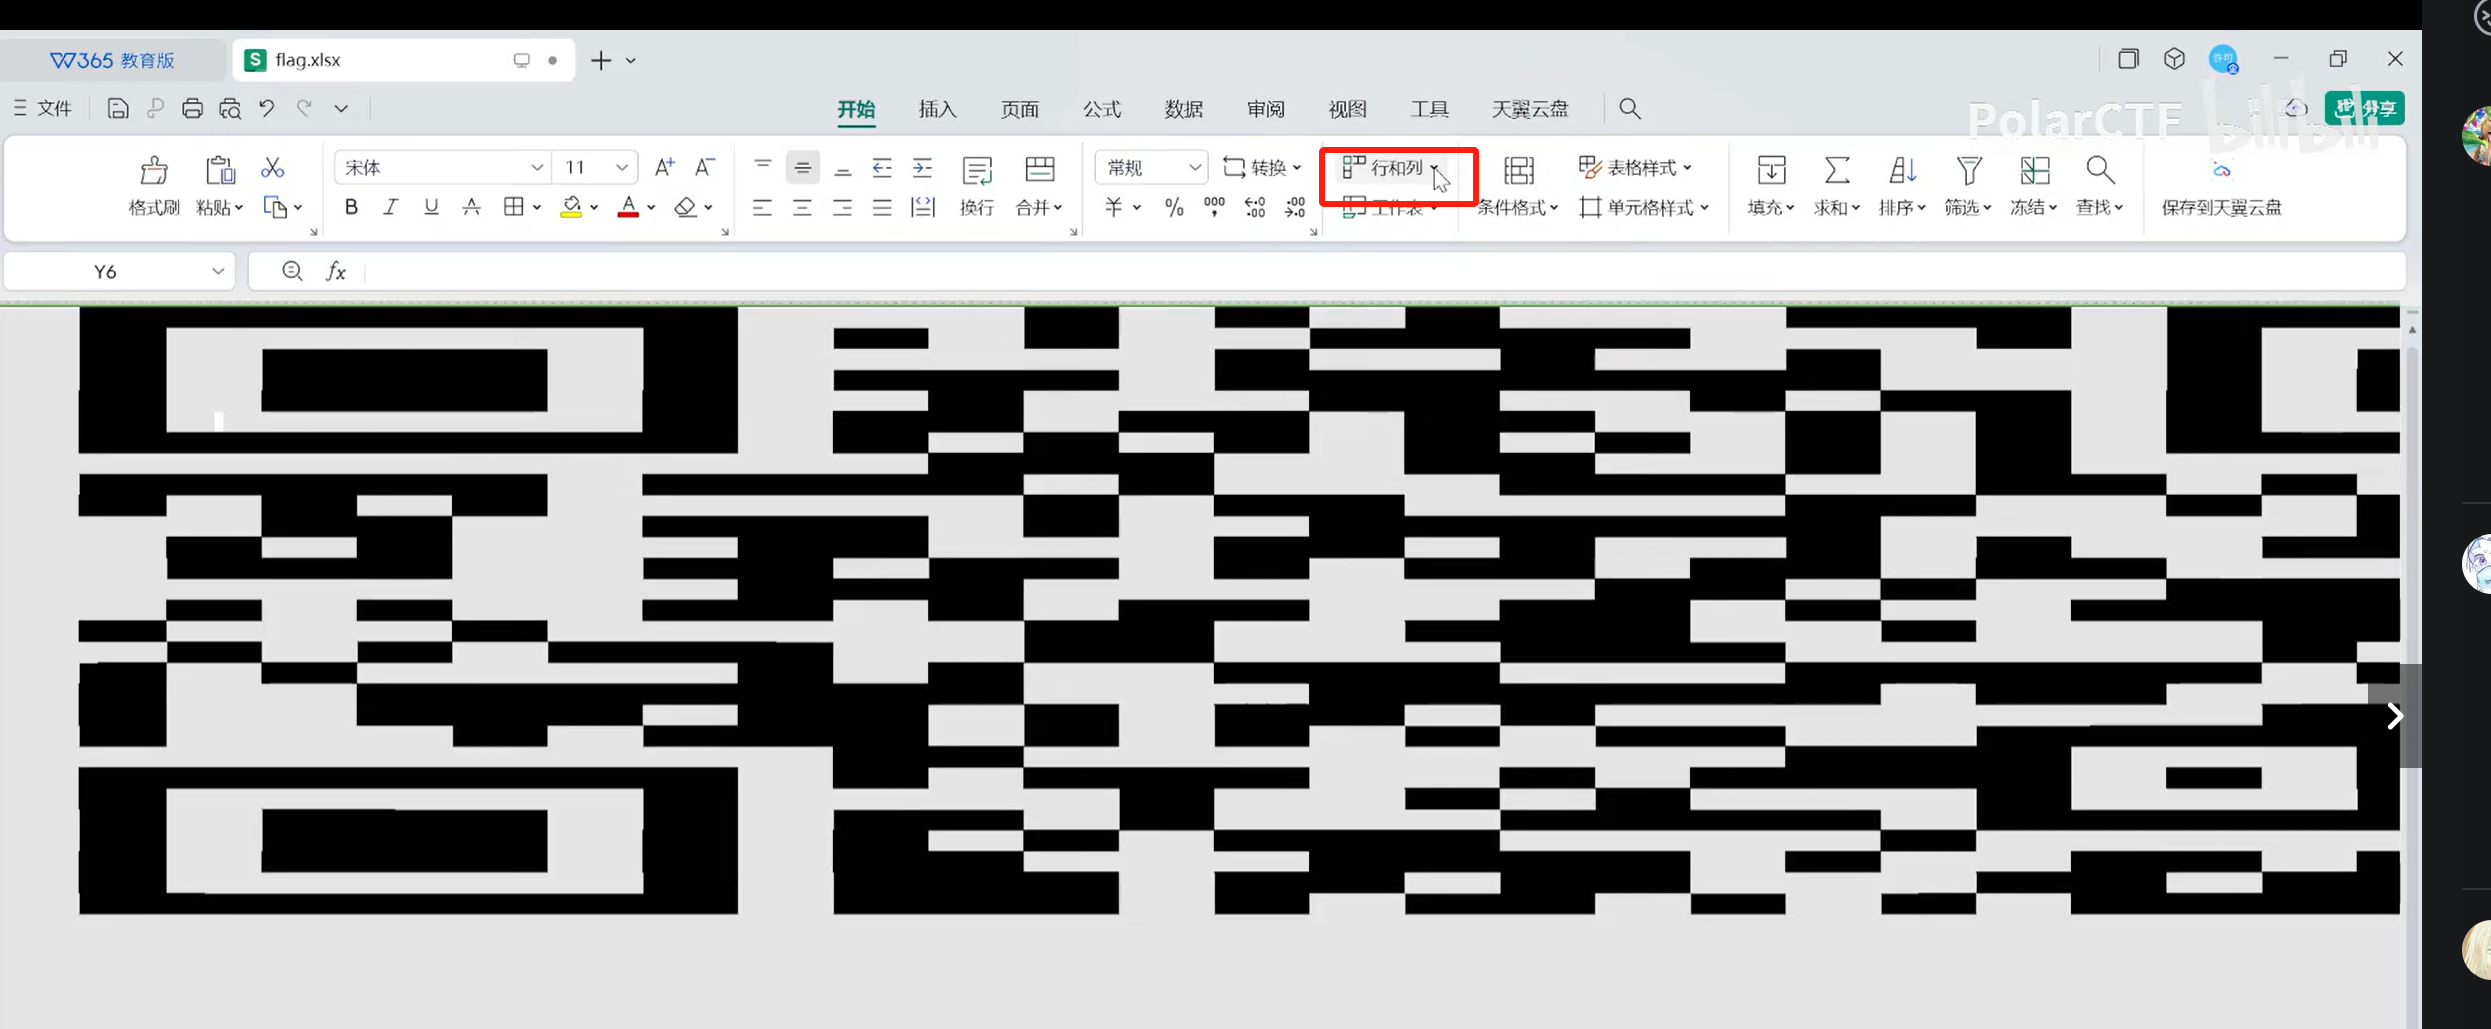 W365 教育版
S flag.xlsx
许可
文件
开始 插入 页面 公式 数据 审阅 视图 工具 天翼云盘
PolarCTF
bilibili
分享
宋体 11 A+ A-
常规 转换 行和列 表格样式
格式刷 粘贴 B I U A A 换行 合并 ¥ % 工作表 条件格式 单元格样式 填充 求和 排序 筛选 冻结 查找 保存到天翼云盘
Y6 fx